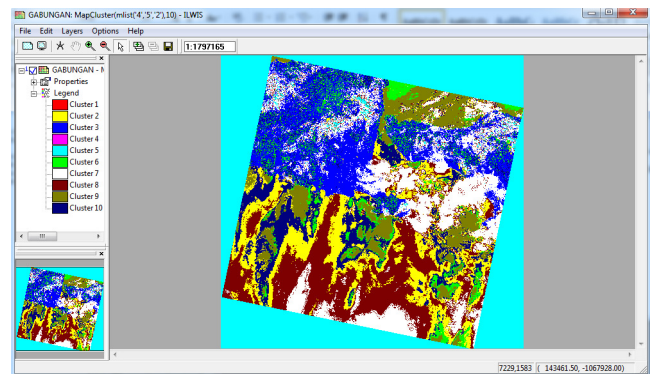 GABUNGAN: MapCluster(mlist('4','5','2'),10) - ILWIS
File Edit Layers Options Help
1:1797165
GABUNGAN - M
Properties
Legend
Cluster 1
Cluster 2
Cluster 3
Cluster 4
Cluster 5
Cluster 6
Cluster 7
Cluster 8
Cluster 9
Cluster 10
7229,1583 ( 143461.50, -1067928.00)